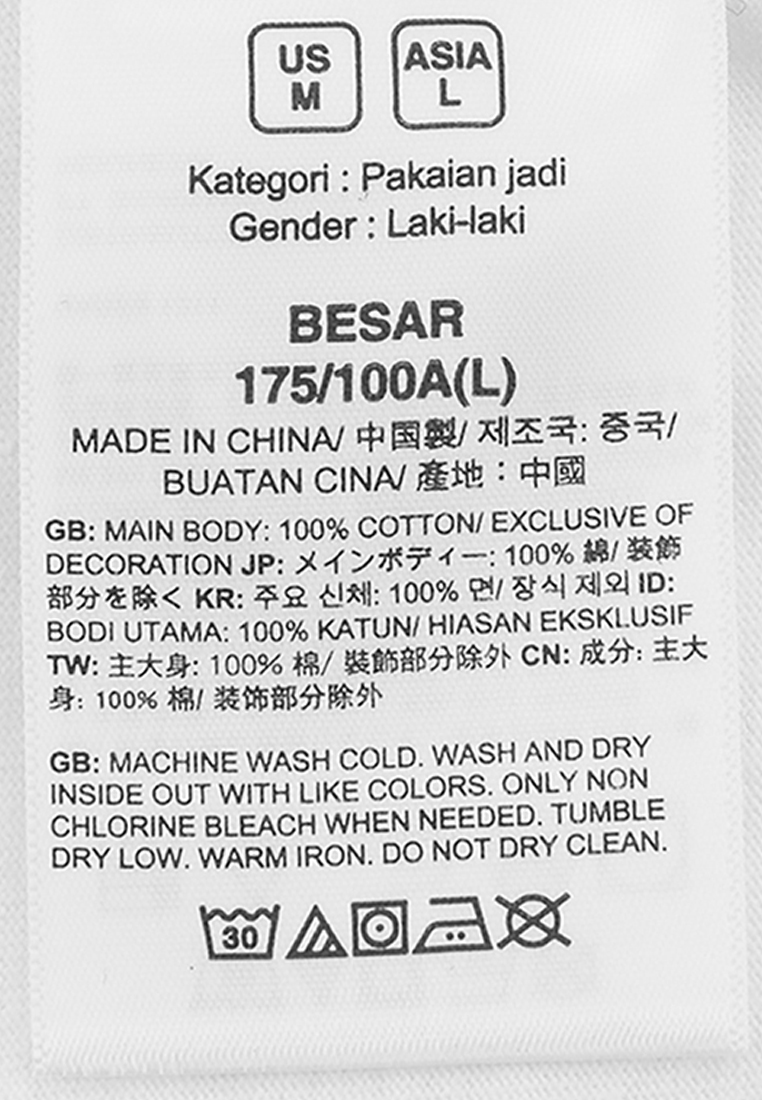 US
M
ASIA
L
Kategori : Pakaian jadi
Gender : Laki-laki
BESAR
175/100A(L)
MADE IN CHINA/ 中国製/ 제조국: 중국/
BUATAN CINA/ 產地：中國
GB: MAIN BODY: 100% COTTON/ EXCLUSIVE OF
DECORATION JP: メインボディー: 100% 綿/ 装飾
部分を除く KR: 주요 신체: 100% 면/ 장식 제외 ID:
BODI UTAMA: 100% KATUN/ HIASAN EKSKLUSIF
TW: 主大身: 100% 棉/ 裝飾部分除外 CN: 成分: 主大
身: 100% 棉/ 装饰部分除外
GB: MACHINE WASH COLD. WASH AND DRY
INSIDE OUT WITH LIKE COLORS. ONLY NON
CHLORINE BLEACH WHEN NEEDED. TUMBLE
DRY LOW. WARM IRON. DO NOT DRY CLEAN.
30